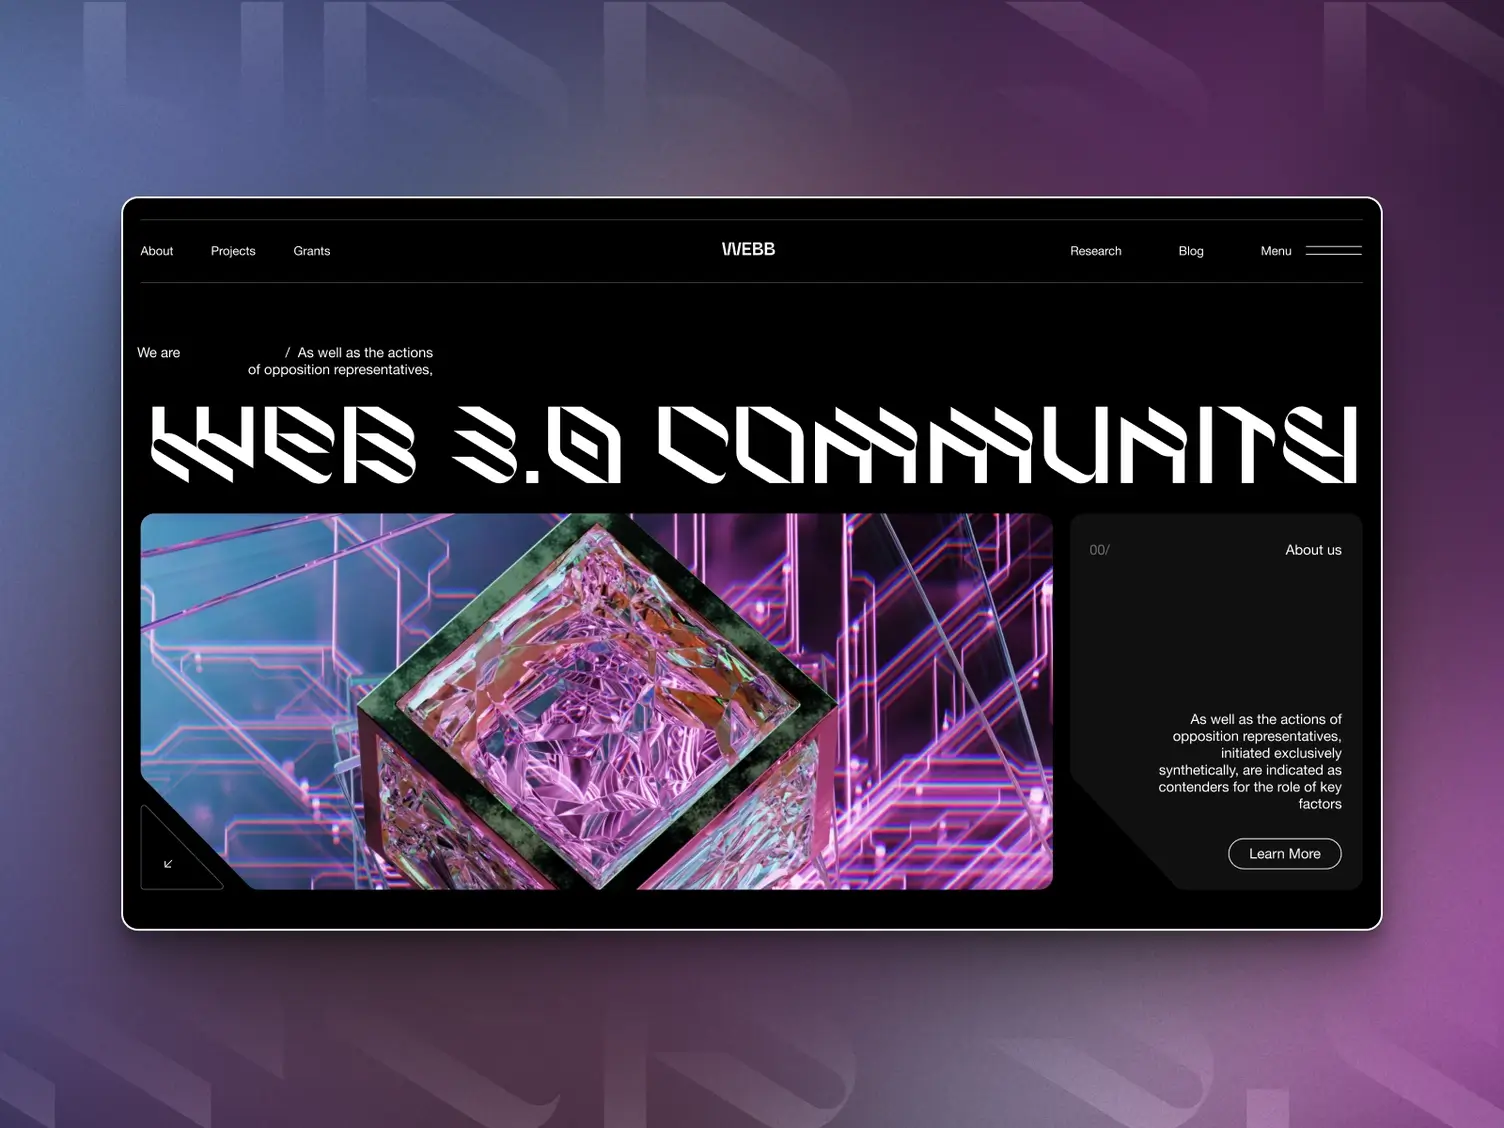 About
Projects
Grants
WEBB
Research
Blog
Menu
We are
/ As well as the actions
of opposition representatives,
WEB 3.0 COMMUNITY
00/
About us
As well as the actions of
opposition representatives,
initiated exclusively
synthetically, are indicated as
contenders for the role of key
factors
Learn More